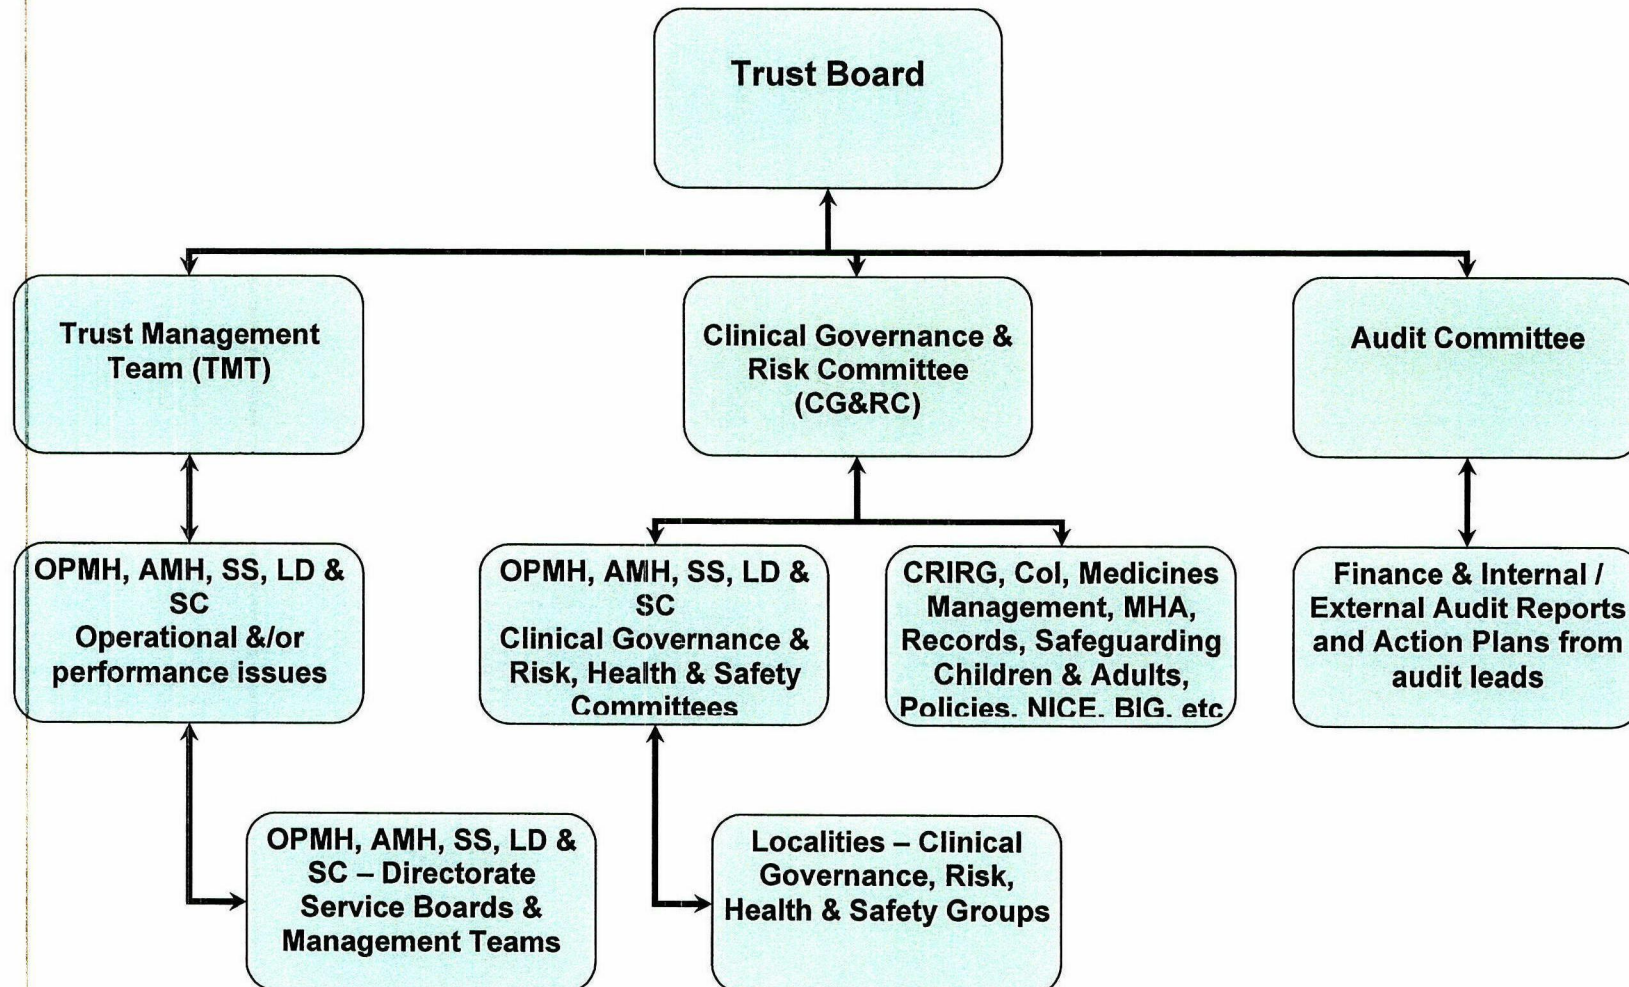 Trust Board
Trust Management
Team (TMT)
Clinical Governance &
Risk Committee
(CG&RC)
Audit Committee
OPMH, AMH, SS, LD &
SC
Operational &/or
performance issues
OPMH, AMH, SS, LD &
SC
Clinical Governance &
Risk, Health & Safety
Committees
CRIRG, CoI, Medicines
Management, MHA,
Records, Safeguarding
Children & Adults,
Policies, NICE, BIG, etc
Finance & Internal /
External Audit Reports
and Action Plans from
audit leads
OPMH, AMH, SS, LD &
SC – Directorate
Service Boards &
Management Teams
Localities – Clinical
Governance, Risk,
Health & Safety Groups